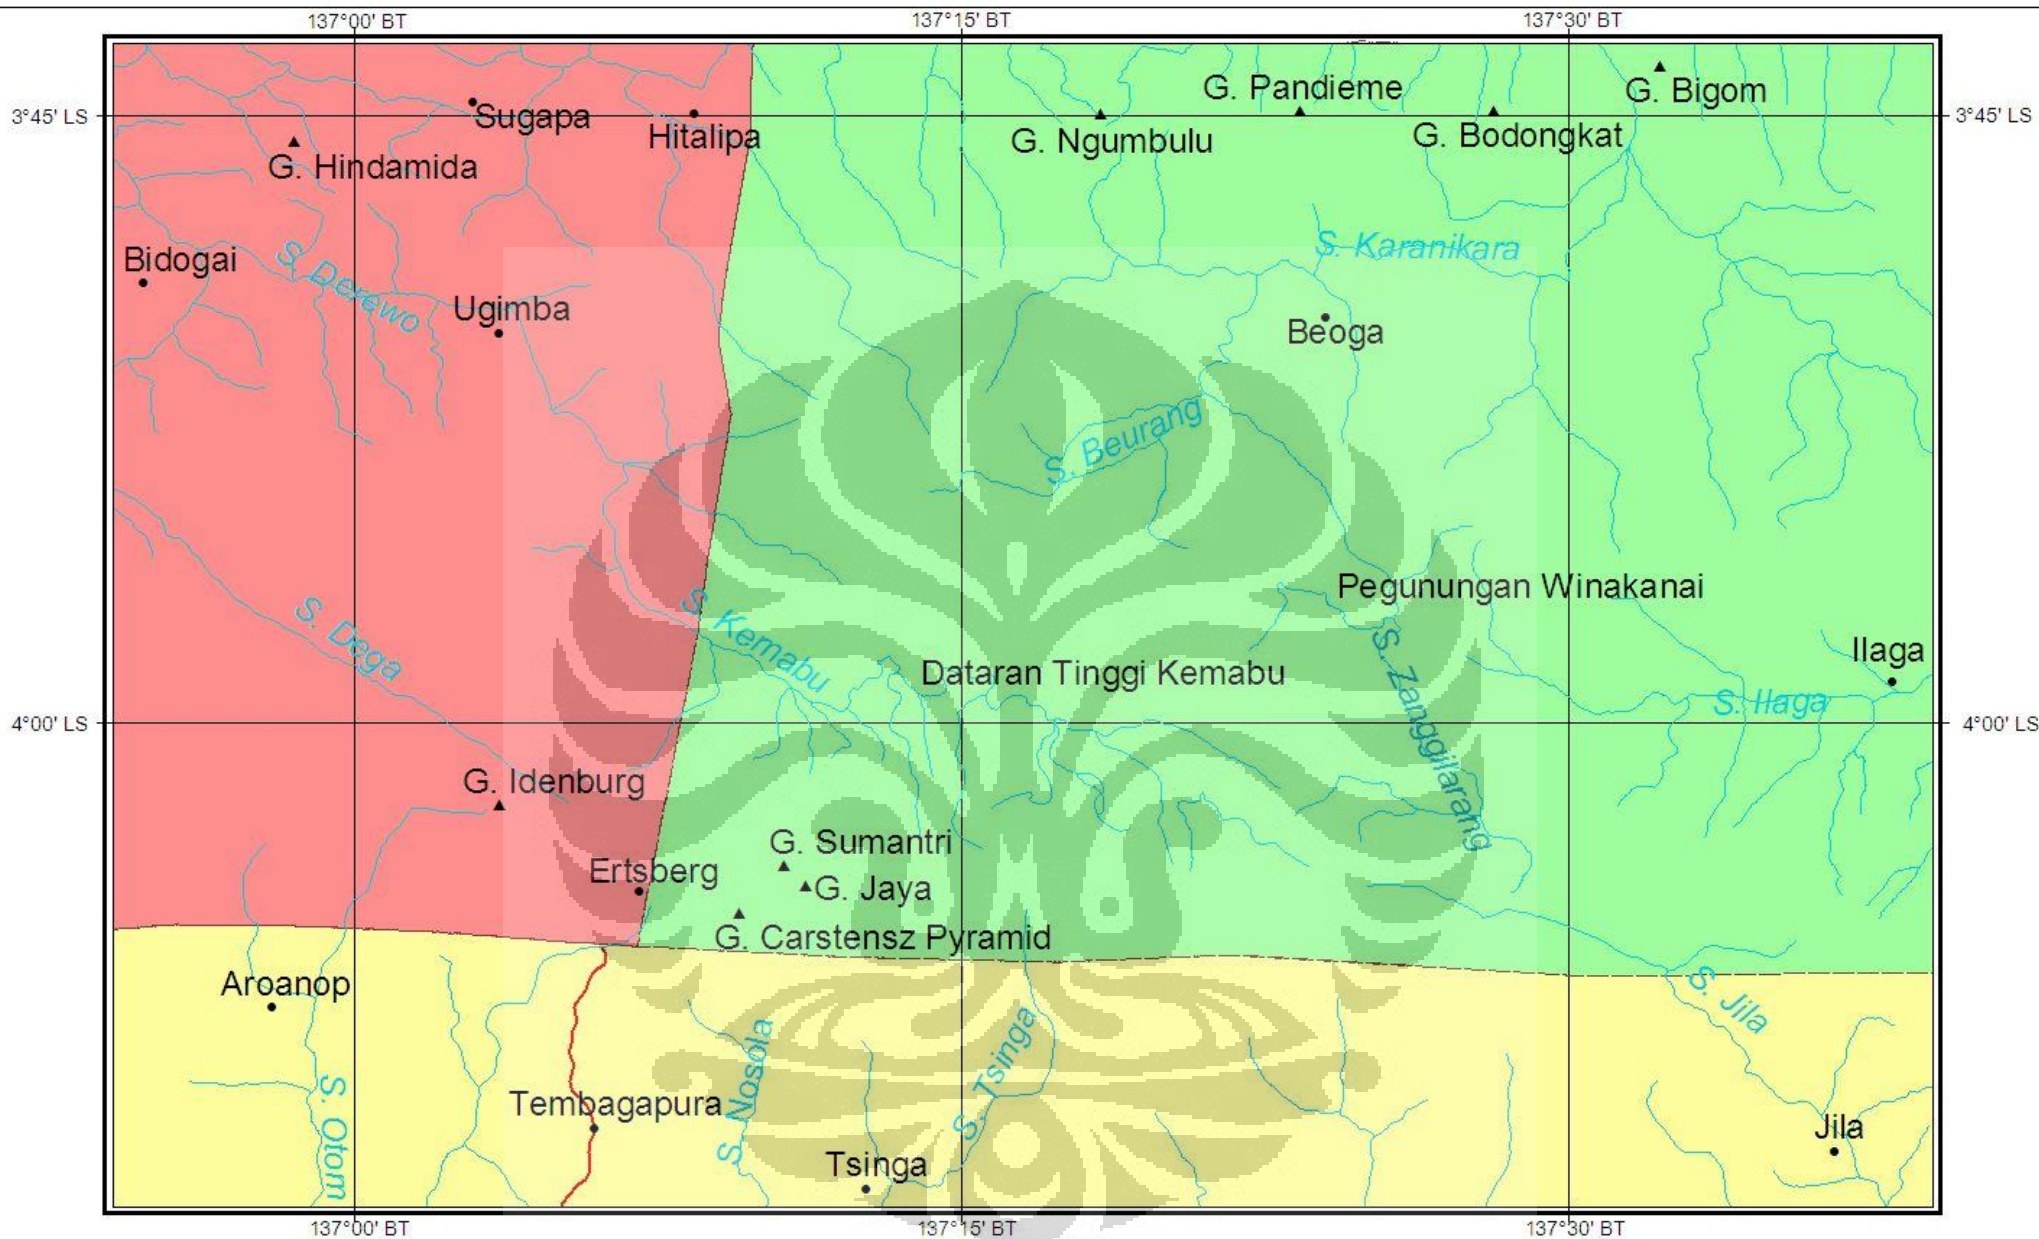 137°00' BT
137°15' BT
137°30' BT
G. Bigom
G. Pandieme
3°45' LS
Sugapa
3°45' LS
Hitalipa
G. Ngumbulu
G. Bodongkat
G. Hindamida
S. Karanikara
Bidogai
S. Derewo
Ugimba
Beoga
S. Beurang
Pegunungan Winakanai
S. Dega
S. Kemabu
Ilaga
Dataran Tinggi Kemabu
S. Ilaga
4°00' LS
4°00' LS
S. Zanggilarang
G. Idenburg
G. Sumantri
Ertsberg
G. Jaya
G. Carstensz Pyramid
Aroanop
S. Jila
S. Tsinga
S. Nosola
Tembagapura
S. Otom
Jila
Tsinga
137°00' BT
137°15' BT
137°30' BT